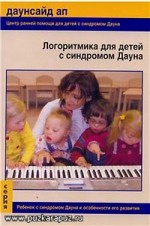 даунсайд ап
Центр ранней помощи для детей с синдромом Дауна
Логоритмика для детей
с синдромом Дауна
серия
Ребенок с синдромом Дауна и особенности его развития
www.pozkarapuz.ru